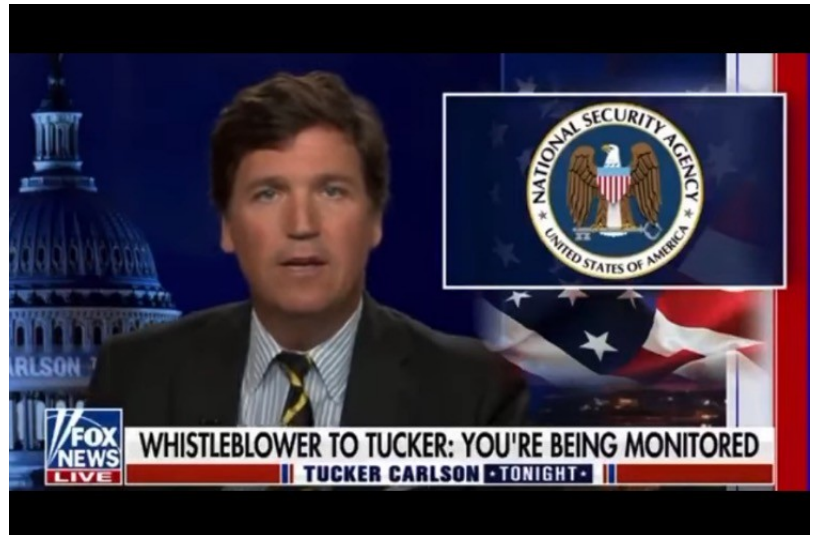 NATIONAL SECURITY AGENCY
UNITED STATES OF AMERICA
ARLSON T
FOX
NEWS
LIVE
WHISTLEBLOWER TO TUCKER: YOU'RE BEING MONITORED
TUCKER CARLSON •TONIGHT•